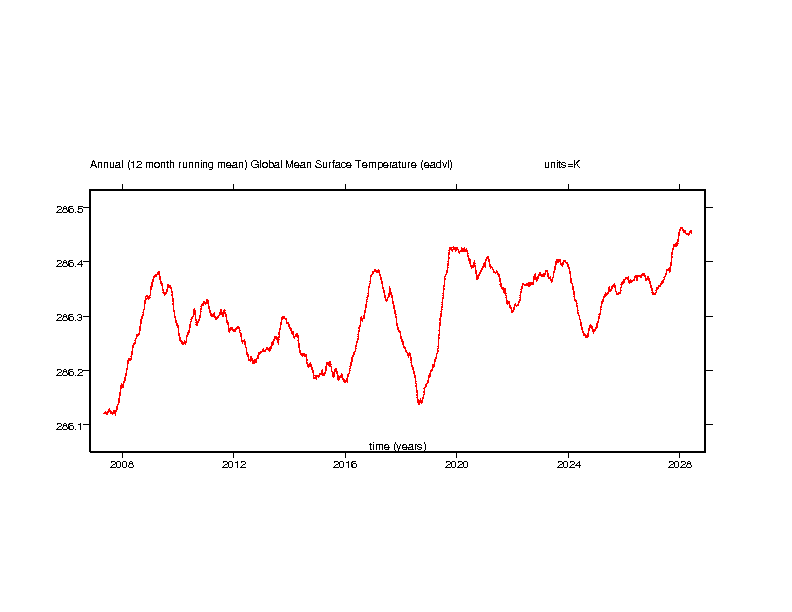 Annual (12 month running mean) Global Mean Surface Temperature (eadvl) units=K
286.5
286.4
286.3
286.2
286.1
time (years)
2008 2012 2016 2020 2024 2028